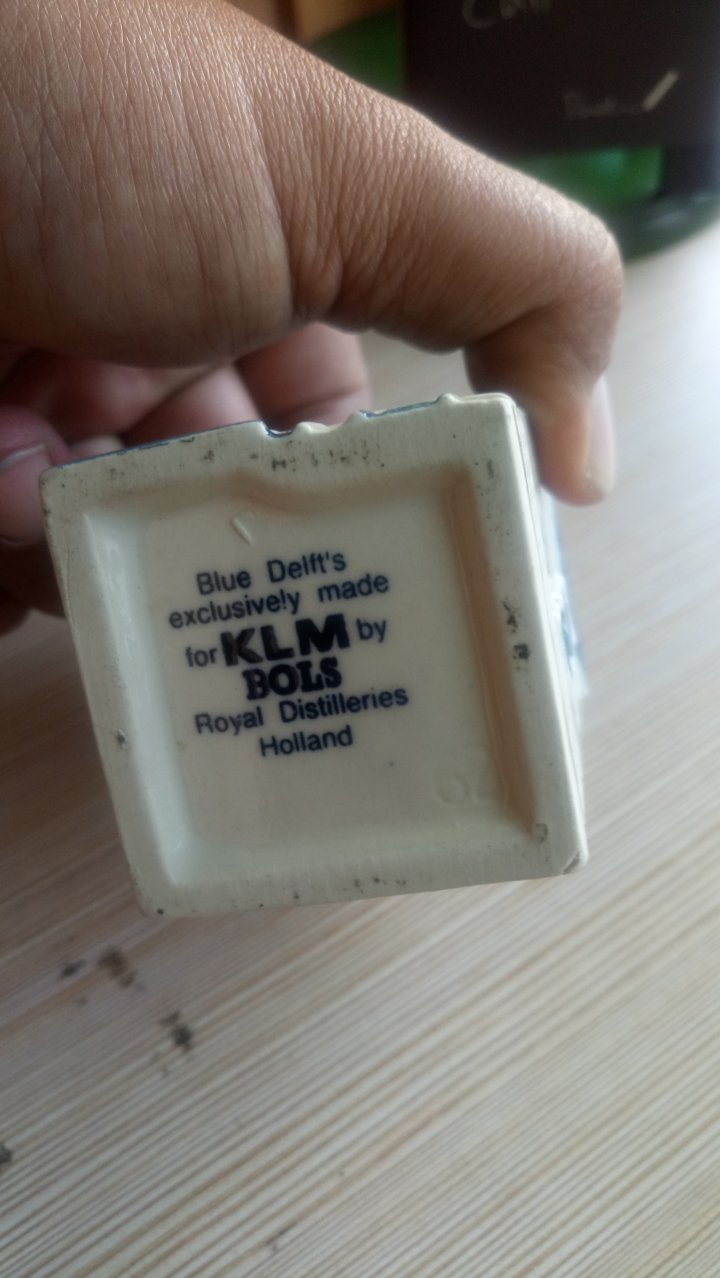 Blue Delft's
exclusively made
for KLM by
BOLS
Royal Distilleries
Holland